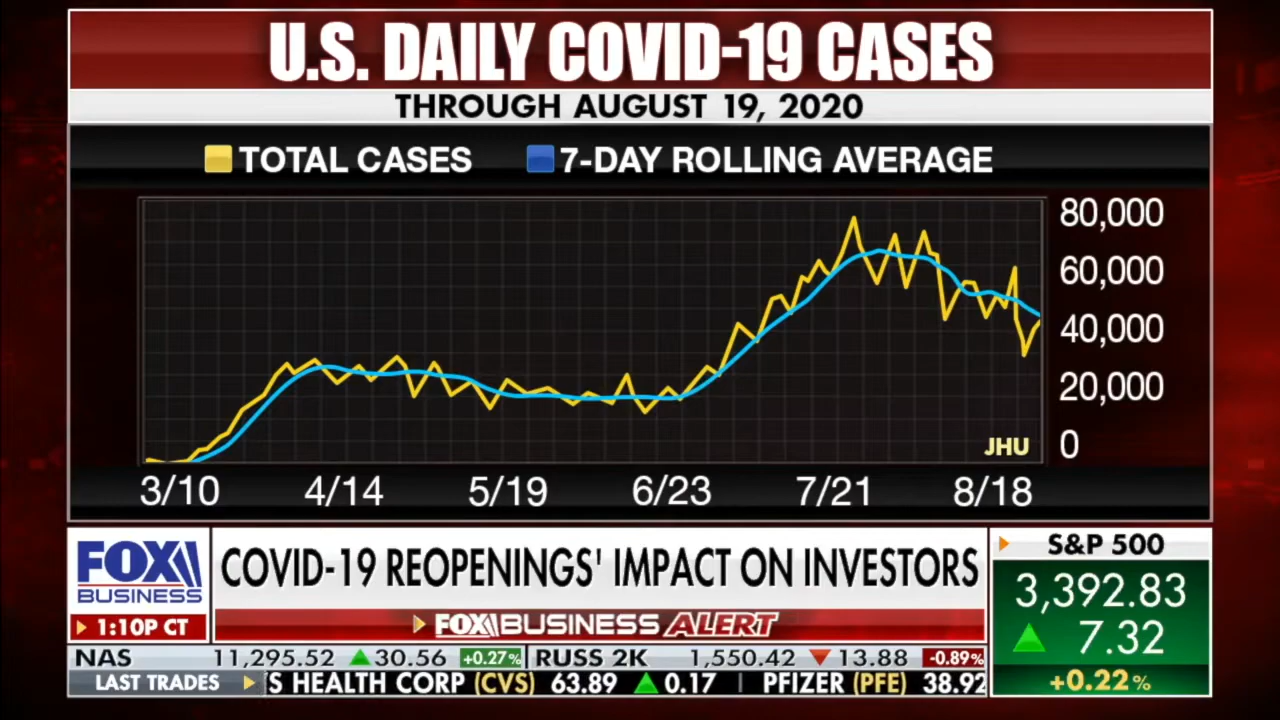 U.S. DAILY COVID-19 CASES
THROUGH AUGUST 19, 2020
TOTAL CASES 7-DAY ROLLING AVERAGE
80,000
60,000
40,000
20,000
0
JHU
3/10 4/14 5/19 6/23 7/21 8/18
FOX BUSINESS
1:10P CT
COVID-19 REOPENINGS' IMPACT ON INVESTORS
FOX BUSINESS ALERT
S&P 500
3,392.83
7.32
+0.22%
NAS 11,295.52 30.56 +0.27% RUSS 2K 1,550.42 13.88 -0.89%
LAST TRADES 'S HEALTH CORP (CVS) 63.89 0.17 | PFIZER (PFE) 38.92